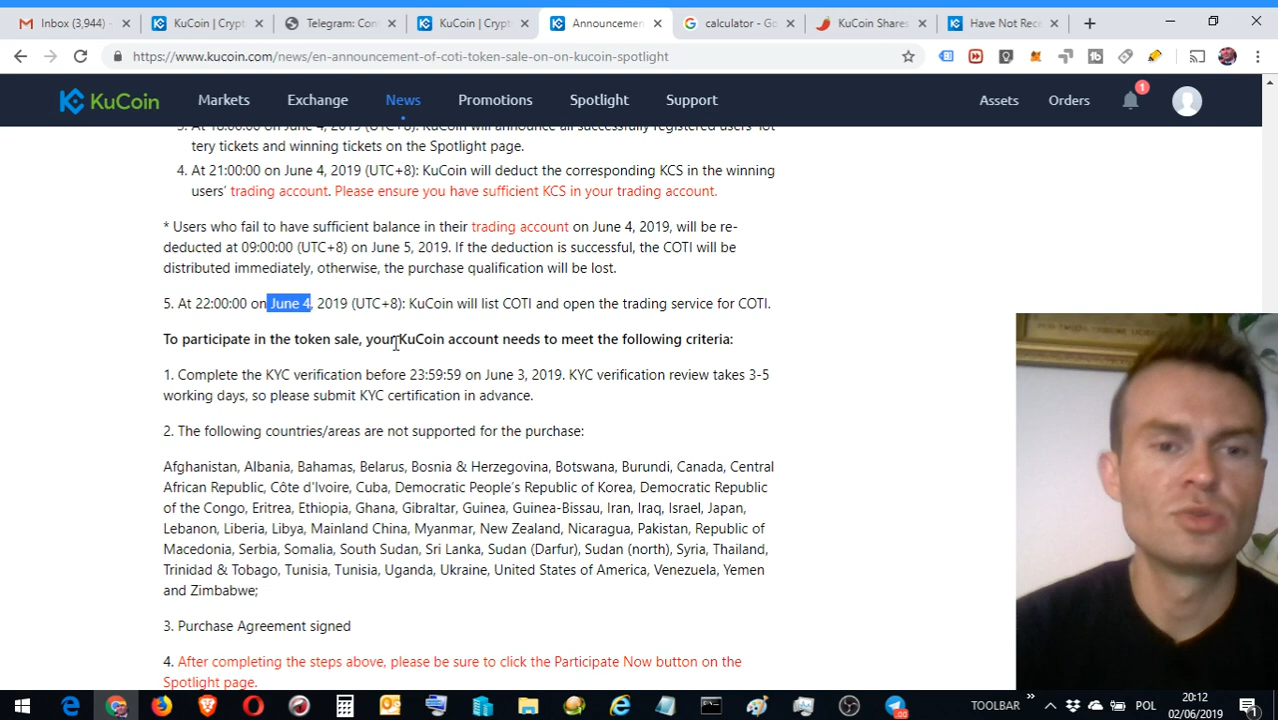 Inbox (3,944) -
KuCoin | Crypt
Telegram: Con
KuCoin | Crypt
Announcemen
calculator - Go
KuCoin Shares
Have Not Rece
https://www.kucoin.com/news/en-announcement-of-coti-token-sale-on-on-kucoin-spotlight
KuCoin
Markets
Exchange
News
Promotions
Spotlight
Support
Assets
Orders
1
tery tickets and winning tickets on the Spotlight page.
4. At 21:00:00 on June 4, 2019 (UTC+8): KuCoin will deduct the corresponding KCS in the winning
users' trading account. Please ensure you have sufficient KCS in your trading account.
* Users who fail to have sufficient balance in their trading account on June 4, 2019, will be re-
deducted at 09:00:00 (UTC+8) on June 5, 2019. If the deduction is successful, the COTI will be
distributed immediately, otherwise, the purchase qualification will be lost.
5. At 22:00:00 on June 4, 2019 (UTC+8): KuCoin will list COTI and open the trading service for COTI.
To participate in the token sale, your KuCoin account needs to meet the following criteria:
1. Complete the KYC verification before 23:59:59 on June 3, 2019. KYC verification review takes 3-5
working days, so please submit KYC certification in advance.
2. The following countries/areas are not supported for the purchase:
Afghanistan, Albania, Bahamas, Belarus, Bosnia & Herzegovina, Botswana, Burundi, Canada, Central
African Republic, Côte d'Ivoire, Cuba, Democratic People's Republic of Korea, Democratic Republic
of the Congo, Eritrea, Ethiopia, Ghana, Gibraltar, Guinea, Guinea-Bissau, Iran, Iraq, Israel, Japan,
Lebanon, Liberia, Libya, Mainland China, Myanmar, New Zealand, Nicaragua, Pakistan, Republic of
Macedonia, Serbia, Somalia, South Sudan, Sri Lanka, Sudan (Darfur), Sudan (north), Syria, Thailand,
Trinidad & Tobago, Tunisia, Tunisia, Uganda, Ukraine, United States of America, Venezuela, Yemen
and Zimbabwe;
3. Purchase Agreement signed
4. After completing the steps above, please be sure to click the Participate Now button on the
Spotlight page.
TOOLBAR
POL
20:12
02/06/2019
1